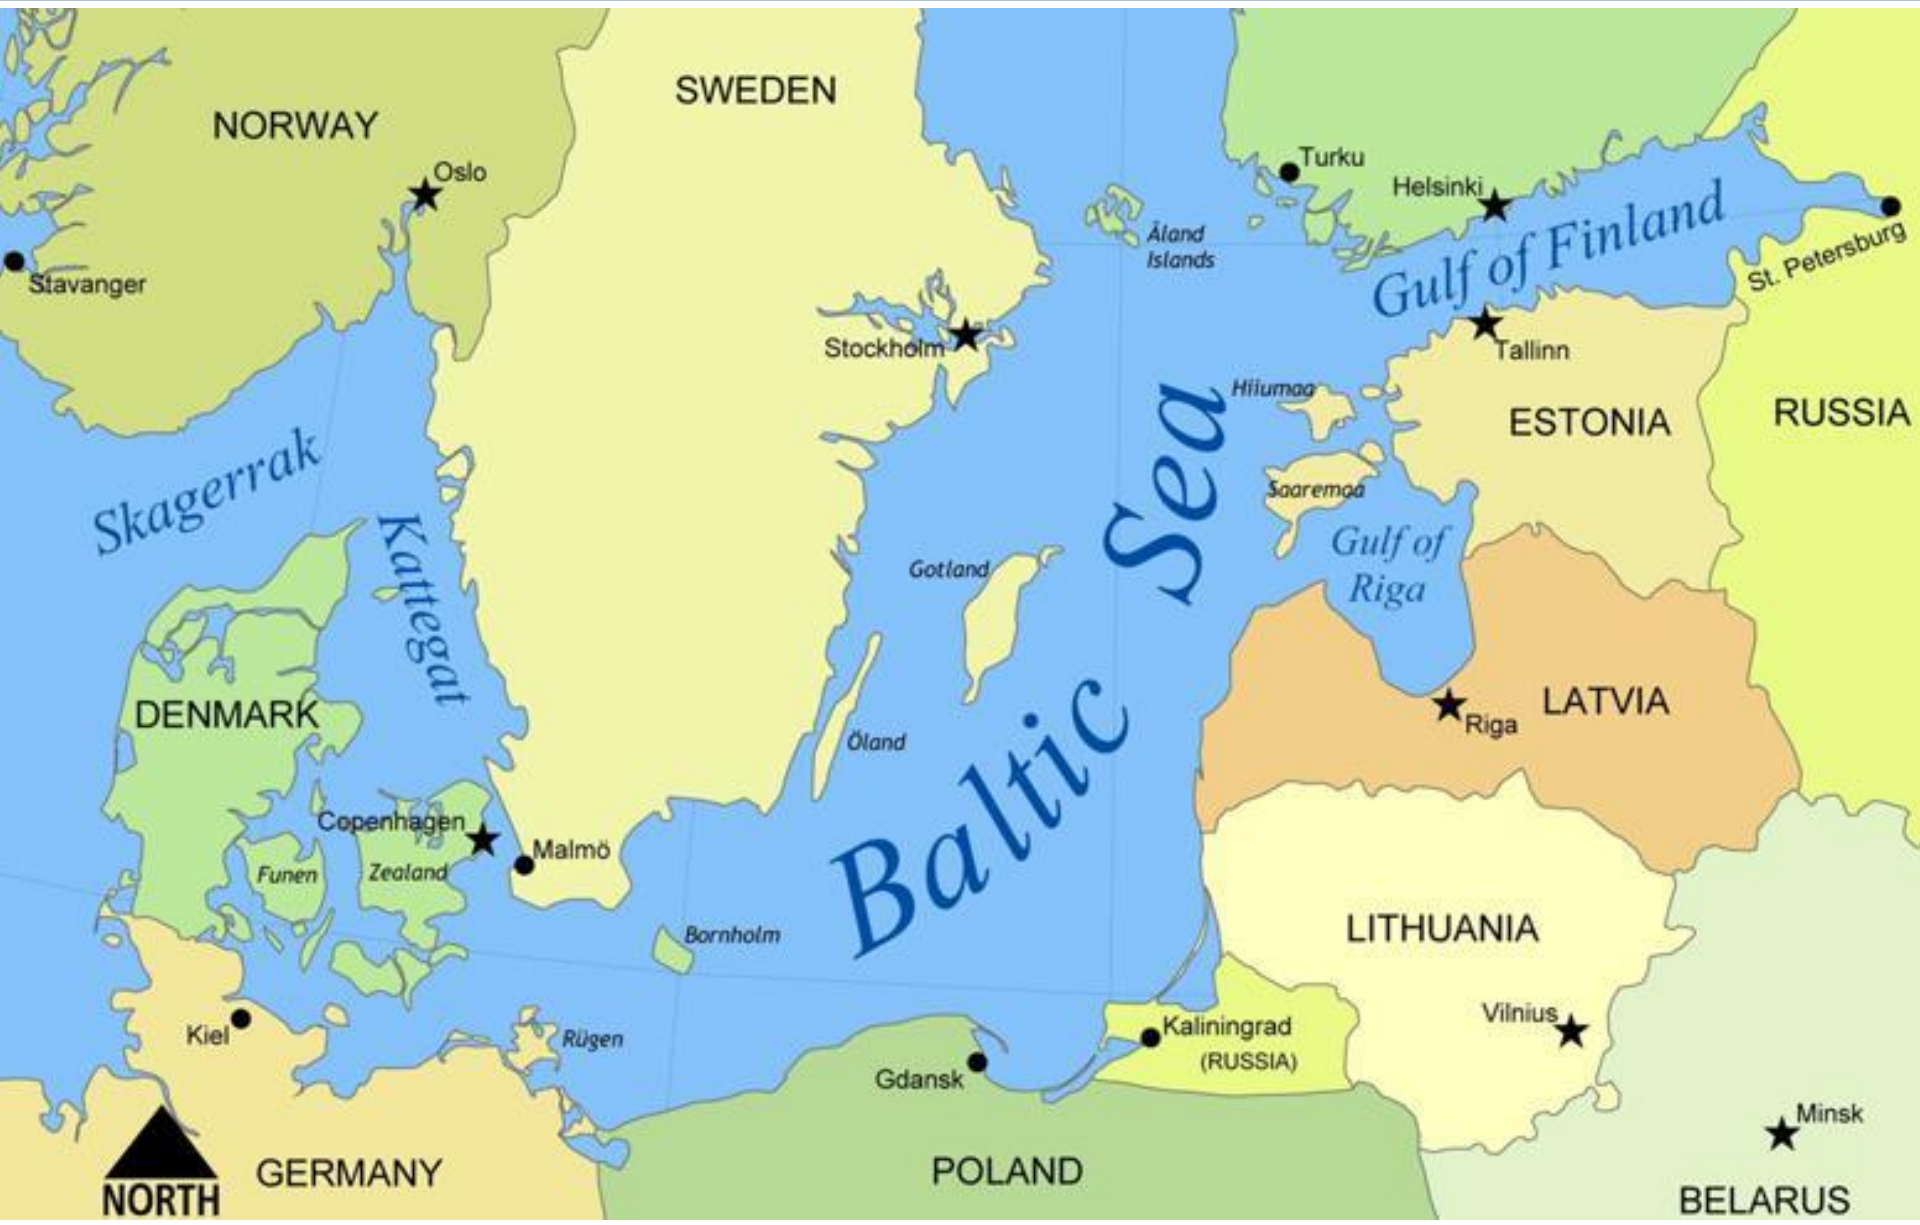 SWEDEN
NORWAY
Oslo
Turku
Helsinki
Åland
Islands
Gulf of Finland
St. Petersburg
Stavanger
Stockholm
Tallinn
Hiiumaa
ESTONIA
RUSSIA
Skagerrak
Kattegat
Saaremaa
Gulf of
Riga
Gotland
Baltic Sea
DENMARK
Öland
LATVIA
Riga
Copenhagen
Malmö
Funen
Zealand
Bornholm
LITHUANIA
Vilnius
Kiel
Rügen
Kaliningrad
(RUSSIA)
Gdansk
Minsk
GERMANY
POLAND
BELARUS
NORTH